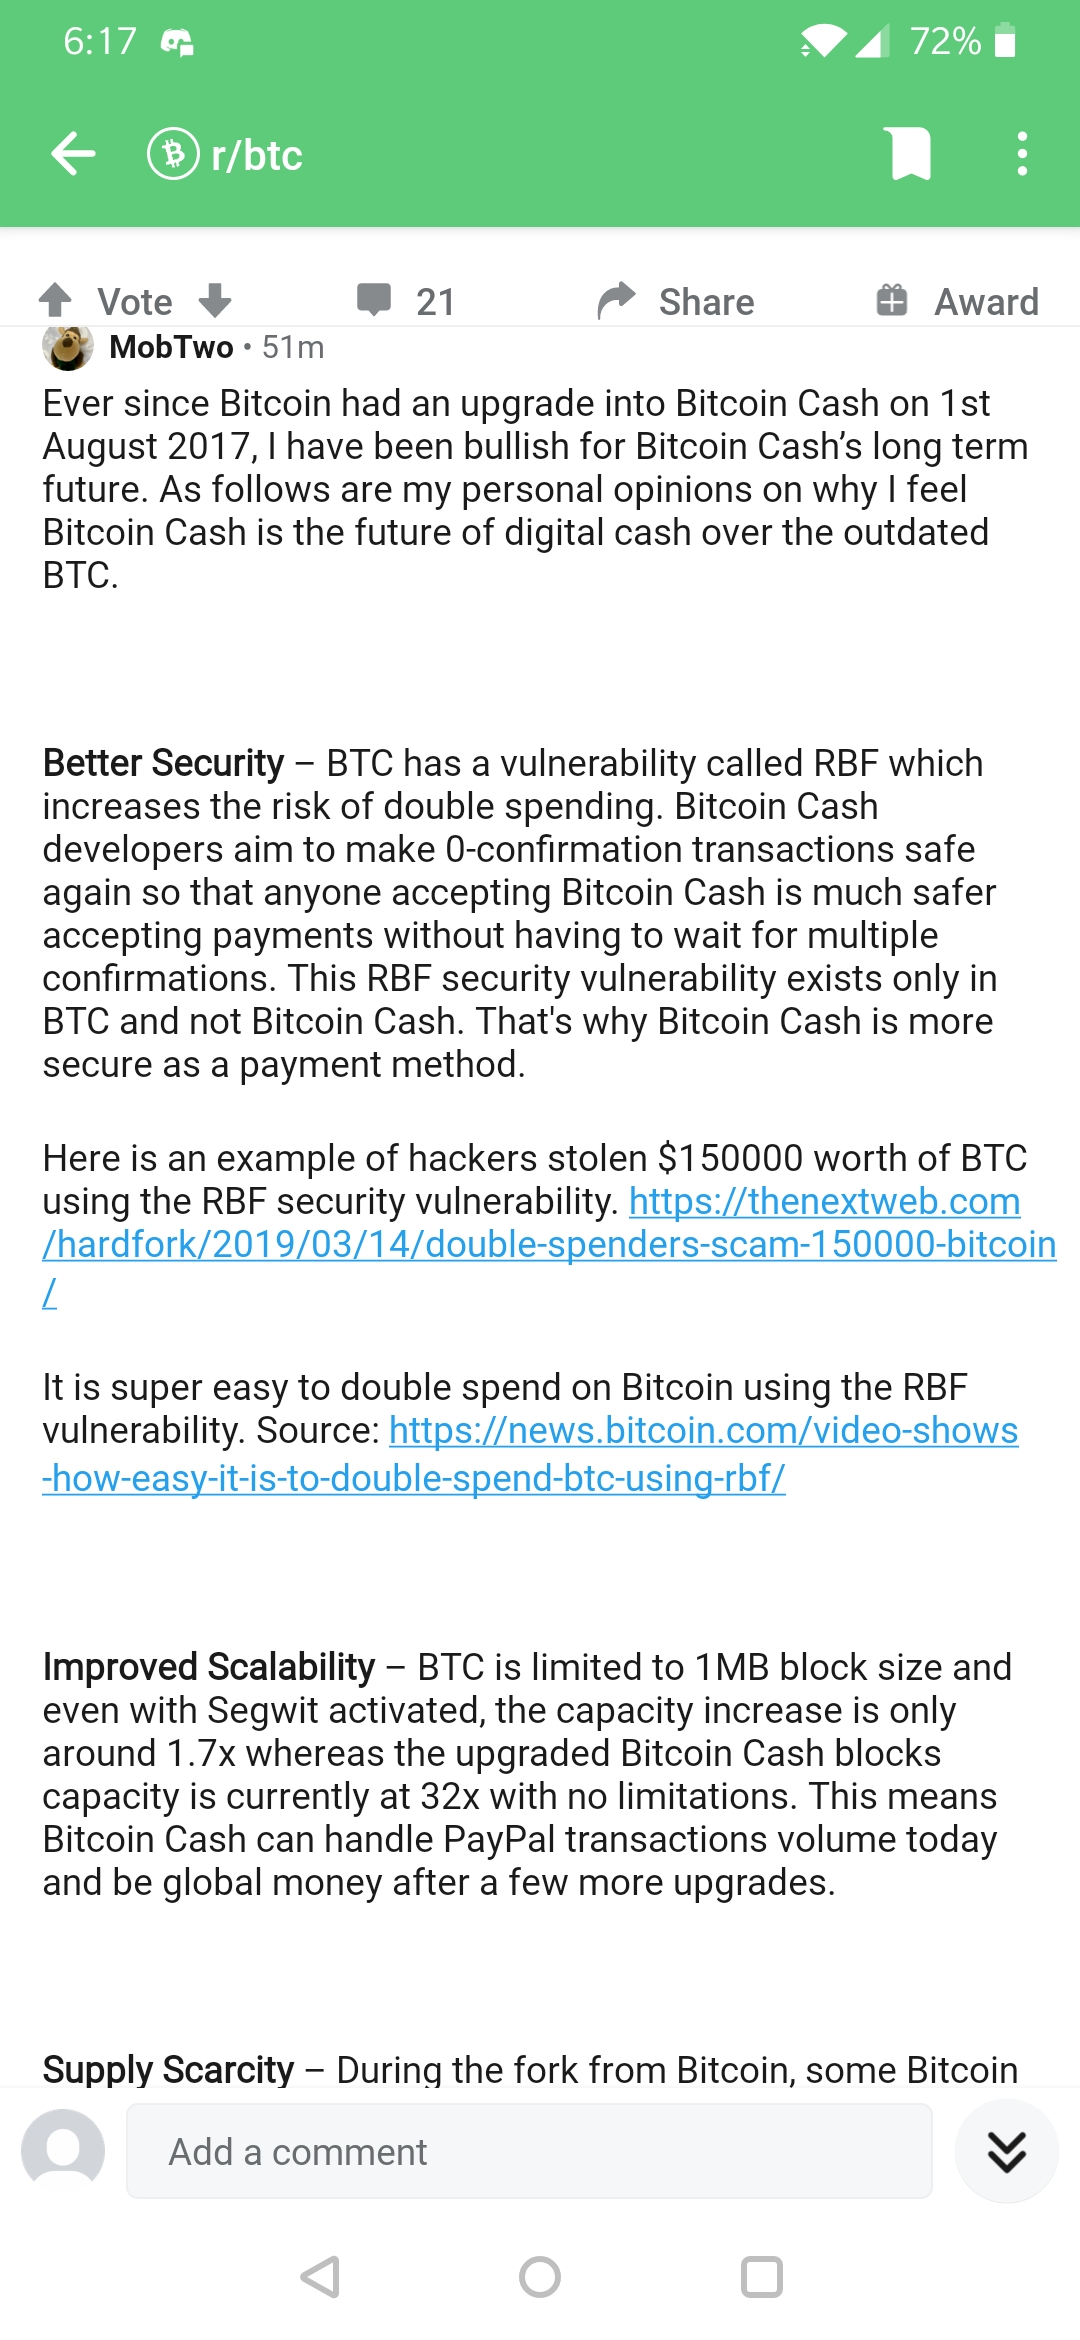 6:17
72%
r/btc
Vote
21
Share
Award
MobTwo • 51m
Ever since Bitcoin had an upgrade into Bitcoin Cash on 1st
August 2017, I have been bullish for Bitcoin Cash’s long term
future. As follows are my personal opinions on why I feel
Bitcoin Cash is the future of digital cash over the outdated
BTC.
Better Security – BTC has a vulnerability called RBF which
increases the risk of double spending. Bitcoin Cash
developers aim to make 0-confirmation transactions safe
again so that anyone accepting Bitcoin Cash is much safer
accepting payments without having to wait for multiple
confirmations. This RBF security vulnerability exists only in
BTC and not Bitcoin Cash. That's why Bitcoin Cash is more
secure as a payment method.
Here is an example of hackers stolen $150000 worth of BTC
using the RBF security vulnerability. https://thenextweb.com
/hardfork/2019/03/14/double-spenders-scam-150000-bitcoin
/
It is super easy to double spend on Bitcoin using the RBF
vulnerability. Source: https://news.bitcoin.com/video-shows
-how-easy-it-is-to-double-spend-btc-using-rbf/
Improved Scalability – BTC is limited to 1MB block size and
even with Segwit activated, the capacity increase is only
around 1.7x whereas the upgraded Bitcoin Cash blocks
capacity is currently at 32x with no limitations. This means
Bitcoin Cash can handle PayPal transactions volume today
and be global money after a few more upgrades.
Supply Scarcity – During the fork from Bitcoin, some Bitcoin
Add a comment